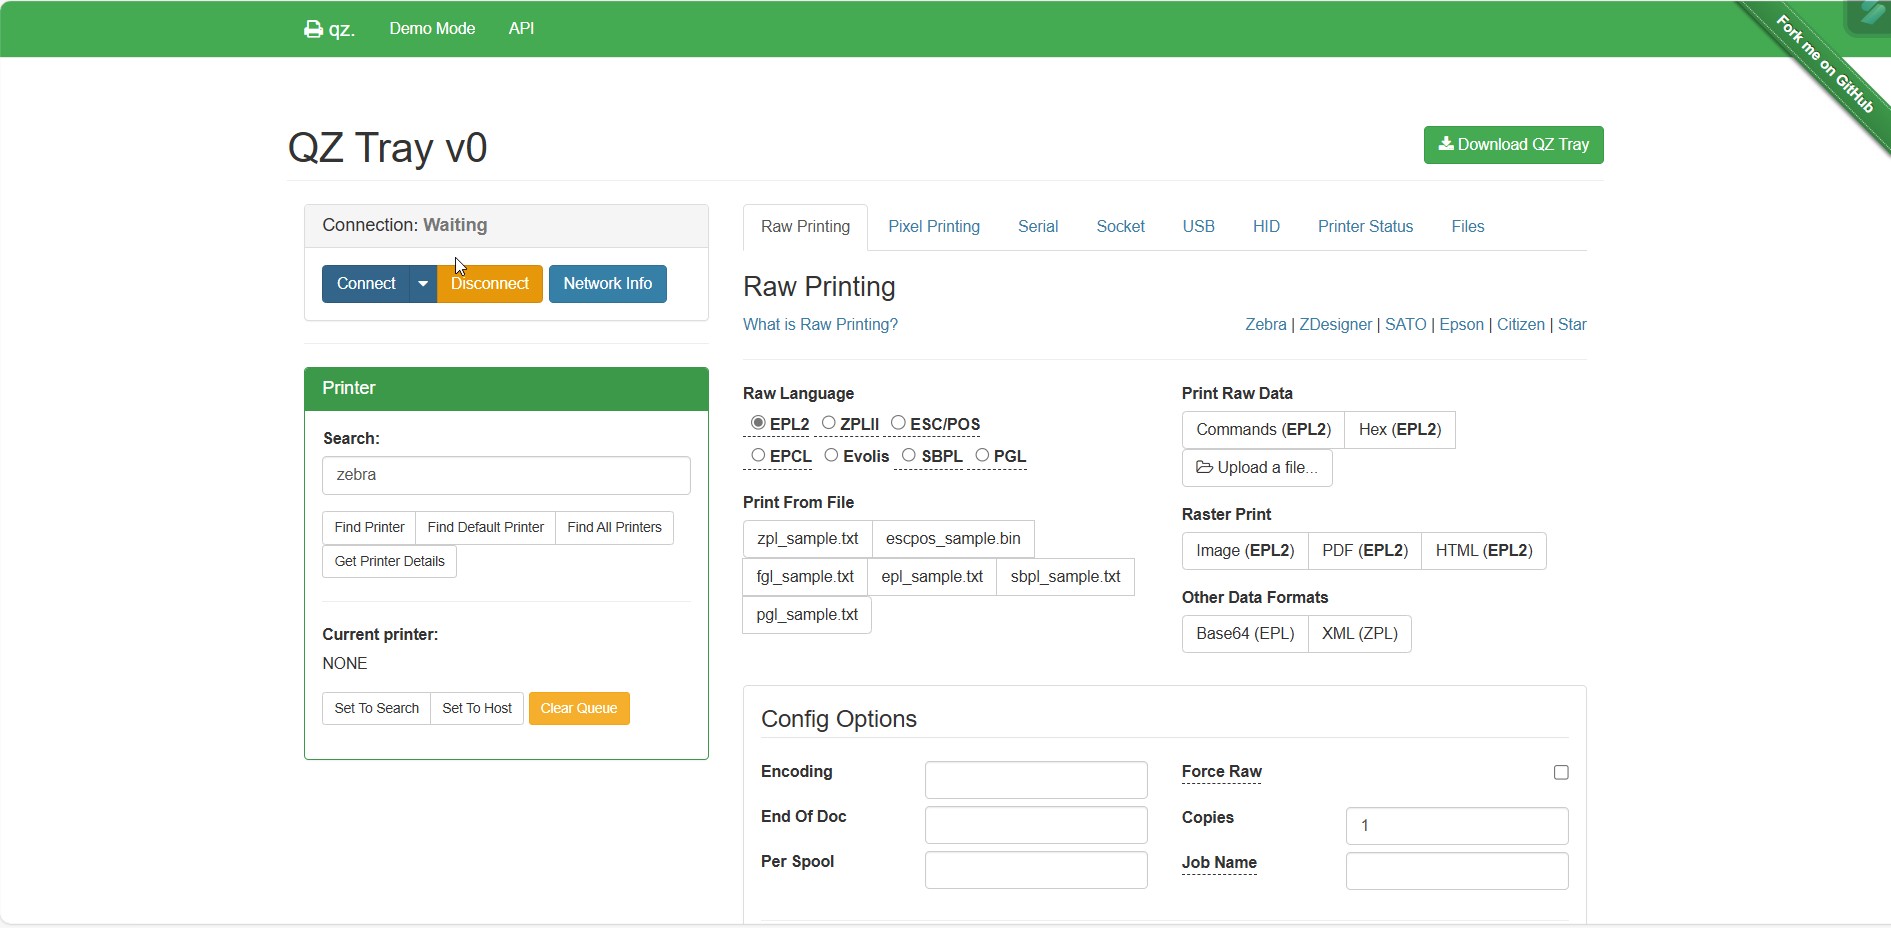 qz. Demo Mode API
Fork me on GitHub
QZ Tray v0
Download QZ Tray
Connection: Waiting
Connect Disconnect Network Info
Printer
Search:
zebra
Find Printer Find Default Printer Find All Printers
Get Printer Details
Current printer:
NONE
Set To Search Set To Host Clear Queue
Raw Printing Pixel Printing Serial Socket USB HID Printer Status Files
Raw Printing
What is Raw Printing? Zebra | ZDesigner | SATO | Epson | Citizen | Star
Raw Language
EPL2 ZPLII ESC/POS
EPCL Evolis SBPL PGL
Print From File
zpl_sample.txt escpos_sample.bin
fgl_sample.txt epl_sample.txt sbpl_sample.txt
pgl_sample.txt
Print Raw Data
Commands (EPL2) Hex (EPL2)
Upload a file...
Raster Print
Image (EPL2) PDF (EPL2) HTML (EPL2)
Other Data Formats
Base64 (EPL) XML (ZPL)
Config Options
Encoding
End Of Doc
Per Spool
Force Raw
Copies 1
Job Name